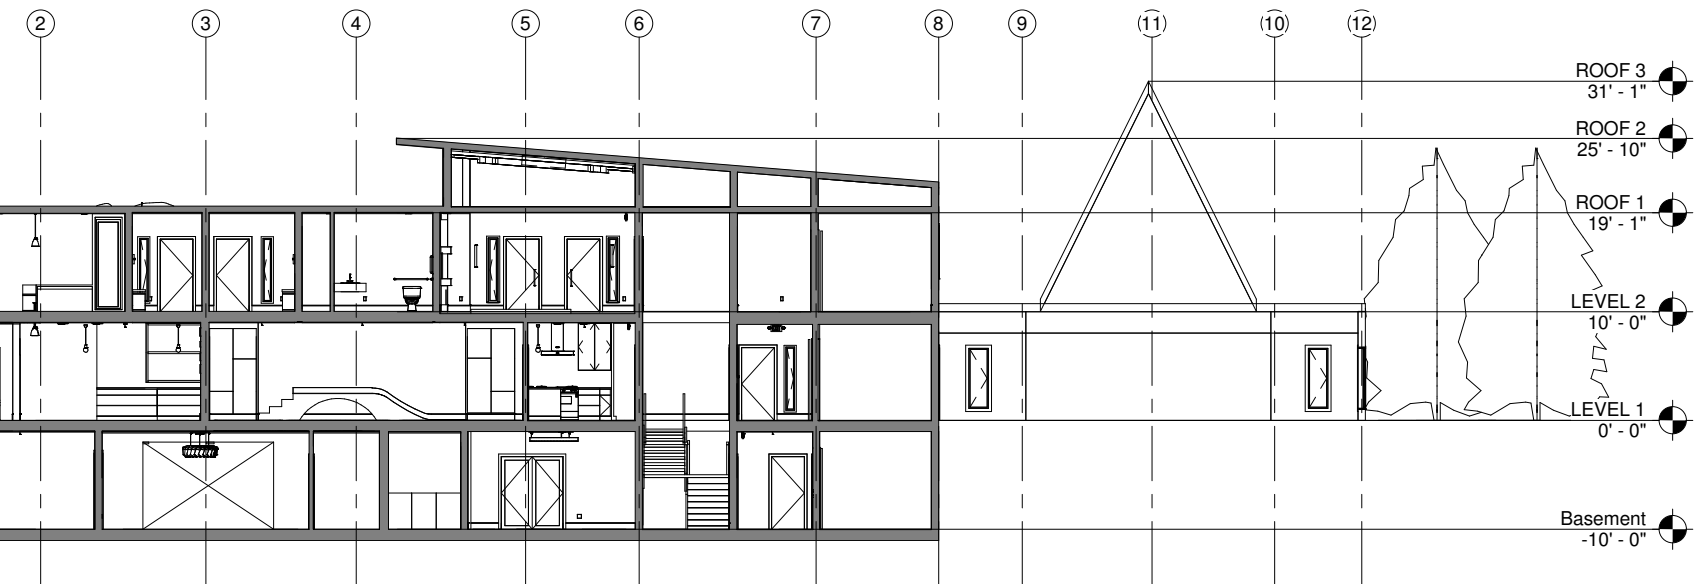 2 3 4 5 6 7 8 9 11 10 12
ROOF 3
31' - 1"
ROOF 2
25' - 10"
ROOF 1
19' - 1"
LEVEL 2
10' - 0"
LEVEL 1
0' - 0"
Basement
-10' - 0"